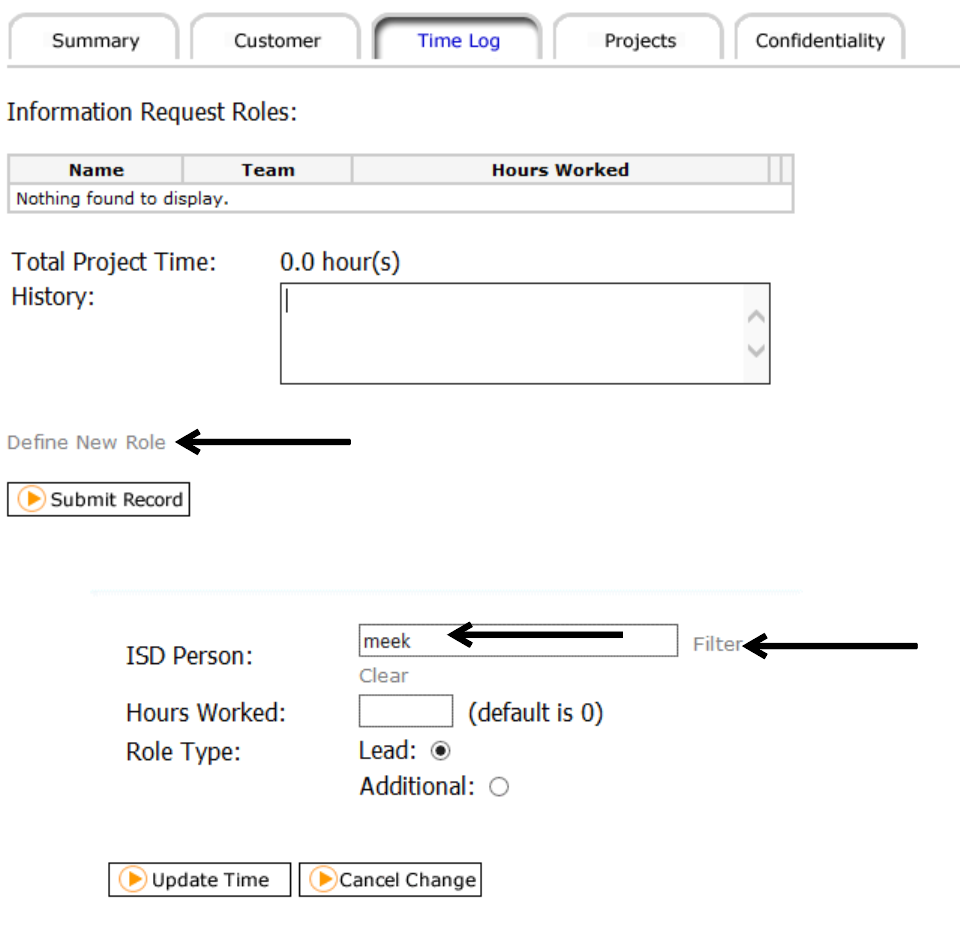 Summary Customer Time Log Projects Confidentiality
Information Request Roles:
Name Team Hours Worked
Nothing found to display.
Total Project Time: 0.0 hour(s)
History:
Define New Role
Submit Record
ISD Person: meek Filter
Clear
Hours Worked: (default is 0)
Role Type: Lead:
Additional:
Update Time Cancel Change